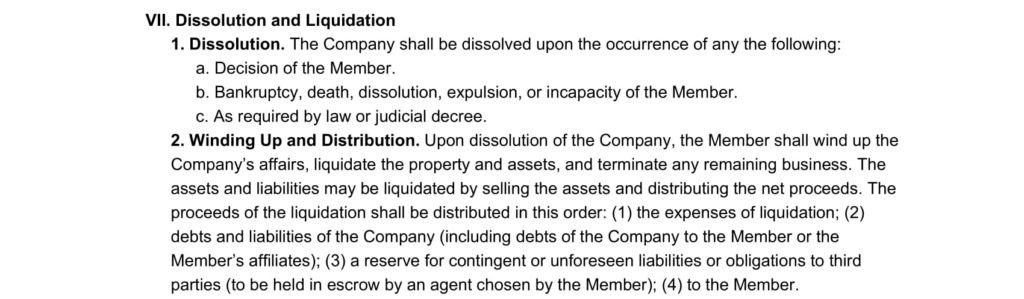 VII. Dissolution and Liquidation
1. Dissolution. The Company shall be dissolved upon the occurrence of any the following:
a. Decision of the Member.
b. Bankruptcy, death, dissolution, expulsion, or incapacity of the Member.
c. As required by law or judicial decree.
2. Winding Up and Distribution. Upon dissolution of the Company, the Member shall wind up the
Company's affairs, liquidate the property and assets, and terminate any remaining business. The
assets and liabilities may be liquidated by selling the assets and distributing the net proceeds. The
proceeds of the liquidation shall be distributed in this order: (1) the expenses of liquidation; (2)
debts and liabilities of the Company (including debts of the Company to the Member or the
Member's affiliates); (3) a reserve for contingent or unforeseen liabilities or obligations to third
parties (to be held in escrow by an agent chosen by the Member); (4) to the Member.